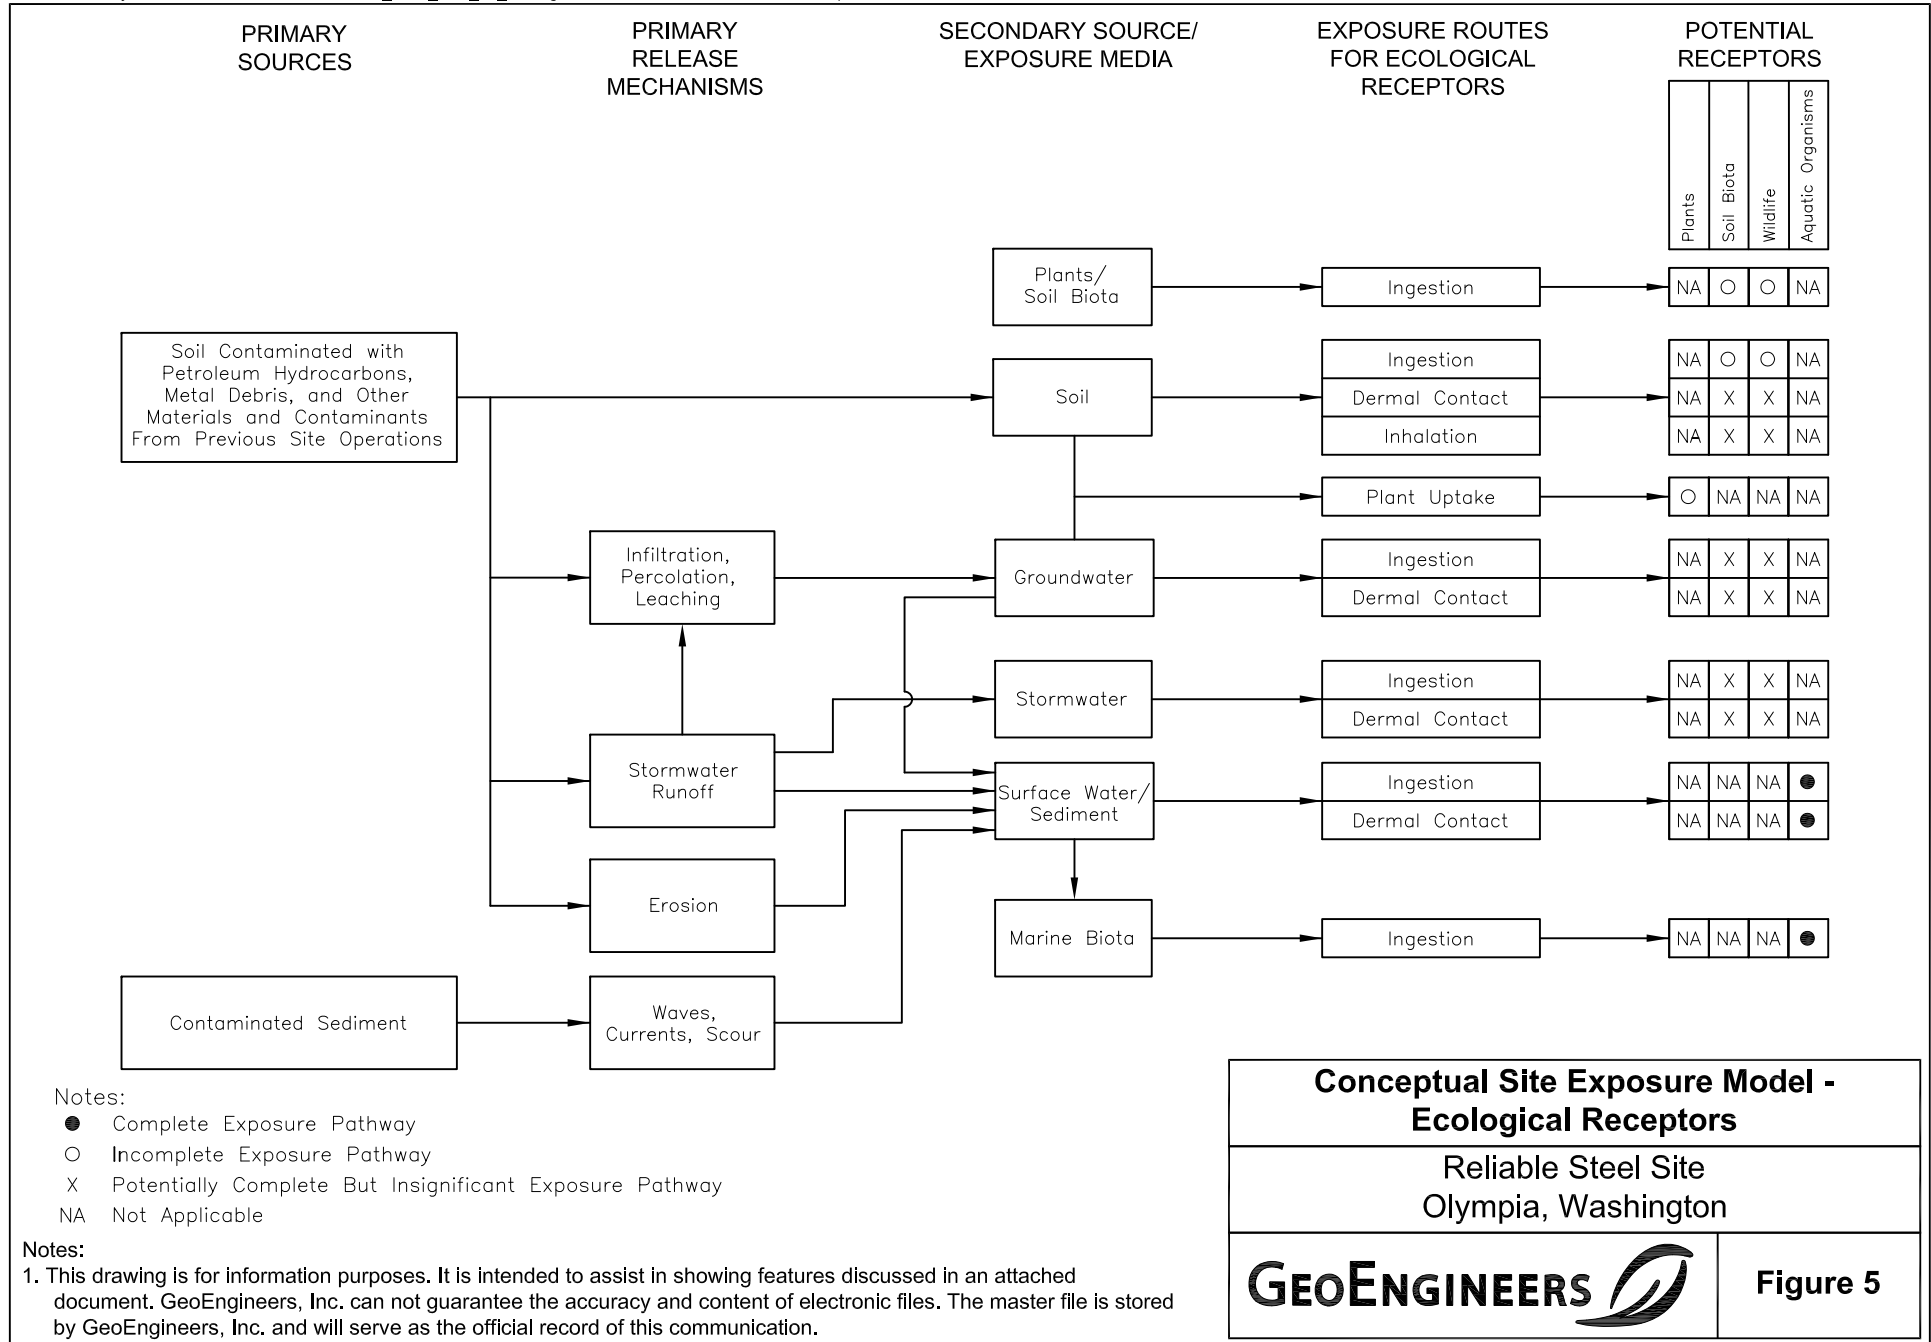 PRIMARY
SOURCES
PRIMARY
RELEASE
MECHANISMS
SECONDARY SOURCE/
EXPOSURE MEDIA
EXPOSURE ROUTES
FOR ECOLOGICAL
RECEPTORS
POTENTIAL
RECEPTORS
Plants
Soil Biota
Wildlife
Aquatic Organisms
Plants/
Soil Biota
Ingestion
NA ○ ○ NA
Soil Contaminated with
Petroleum Hydrocarbons,
Metal Debris, and Other
Materials and Contaminants
From Previous Site Operations
Soil
Ingestion
NA ○ ○ NA
Dermal Contact
NA X X NA
Inhalation
NA X X NA
Plant Uptake
○ NA NA NA
Infiltration,
Percolation,
Leaching
Groundwater
Ingestion
NA X X NA
Dermal Contact
NA X X NA
Stormwater
Ingestion
NA X X NA
Dermal Contact
NA X X NA
Stormwater
Runoff
Surface Water/
Sediment
Ingestion
NA NA NA ●
Dermal Contact
NA NA NA ●
Erosion
Marine Biota
Ingestion
NA NA NA ●
Contaminated Sediment
Waves,
Currents, Scour
Notes:
● Complete Exposure Pathway
○ Incomplete Exposure Pathway
X Potentially Complete But Insignificant Exposure Pathway
NA Not Applicable
Notes:
1. This drawing is for information purposes. It is intended to assist in showing features discussed in an attached
document. GeoEngineers, Inc. can not guarantee the accuracy and content of electronic files. The master file is stored
by GeoEngineers, Inc. and will serve as the official record of this communication.
Conceptual Site Exposure Model -
Ecological Receptors
Reliable Steel Site
Olympia, Washington
GEOENGINEERS
Figure 5